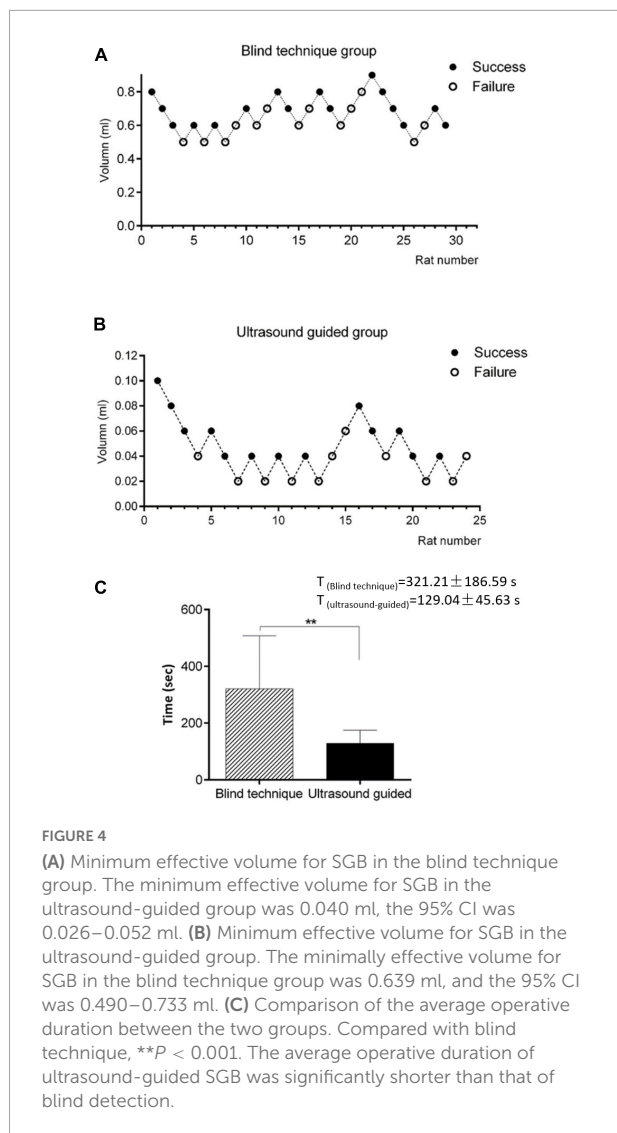 A
Blind technique group
Success
Failure
Volumn (ml)
0.8
0.6
0.4
0.2
0.0
0 5 10 15 20 25 30
Rat number
B
Ultrasound guided group
Success
Failure
Volumn (ml)
0.12
0.10
0.08
0.06
0.04
0.02
0.00
0 5 10 15 20 25
Rat number
C
T (Blind technique)=321.21±186.59 s
T (ultrasound-guided)=129.04±45.63 s
**
Time (sec)
600
400
200
0
Blind technique Ultrasound guided
FIGURE 4
(A) Minimum effective volume for SGB in the blind technique
group. The minimum effective volume for SGB in the
ultrasound-guided group was 0.040 ml, the 95% CI was
0.026–0.052 ml. (B) Minimum effective volume for SGB in the
ultrasound-guided group. The minimally effective volume for
SGB in the blind technique group was 0.639 ml, and the 95% CI
was 0.490–0.733 ml. (C) Comparison of the average operative
duration between the two groups. Compared with blind
technique, **P < 0.001. The average operative duration of
ultrasound-guided SGB was significantly shorter than that of
blind detection.